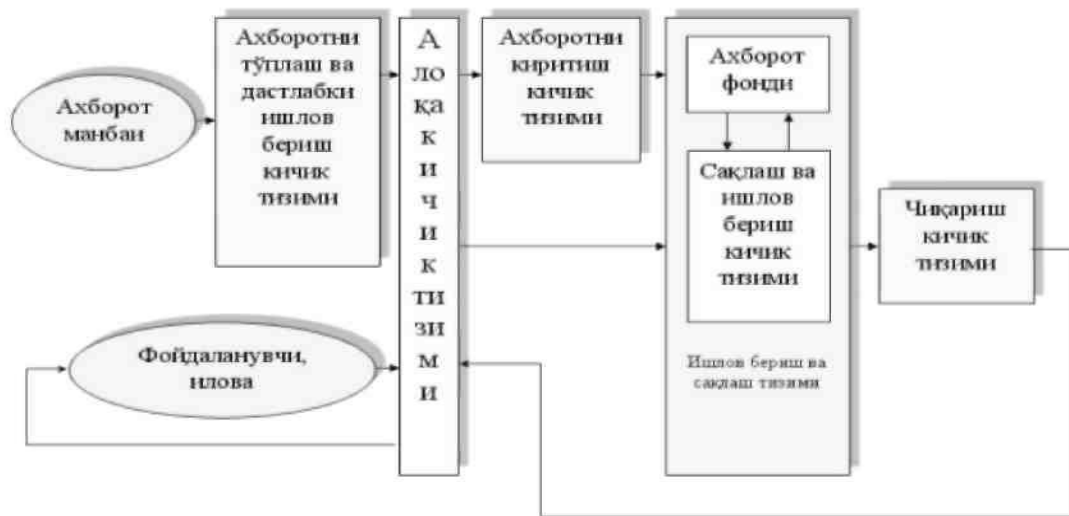 Ахборот
манбаи
Ахборотни
тўплаш ва
дастлабки
ишлов
бериш
кичик
тизими
А
ло
қа
к
и
ч
и
к
ти
зи
м
и
Ахборотни
киритиш
кичик
тизими
Ахборот
фонди
Сақлаш ва
ишлов
бериш
кичик
тизими
Ишлов бериш ва
сақлаш тизими
Чиқариш
кичик
тизими
Фойдаланувчи,
илова